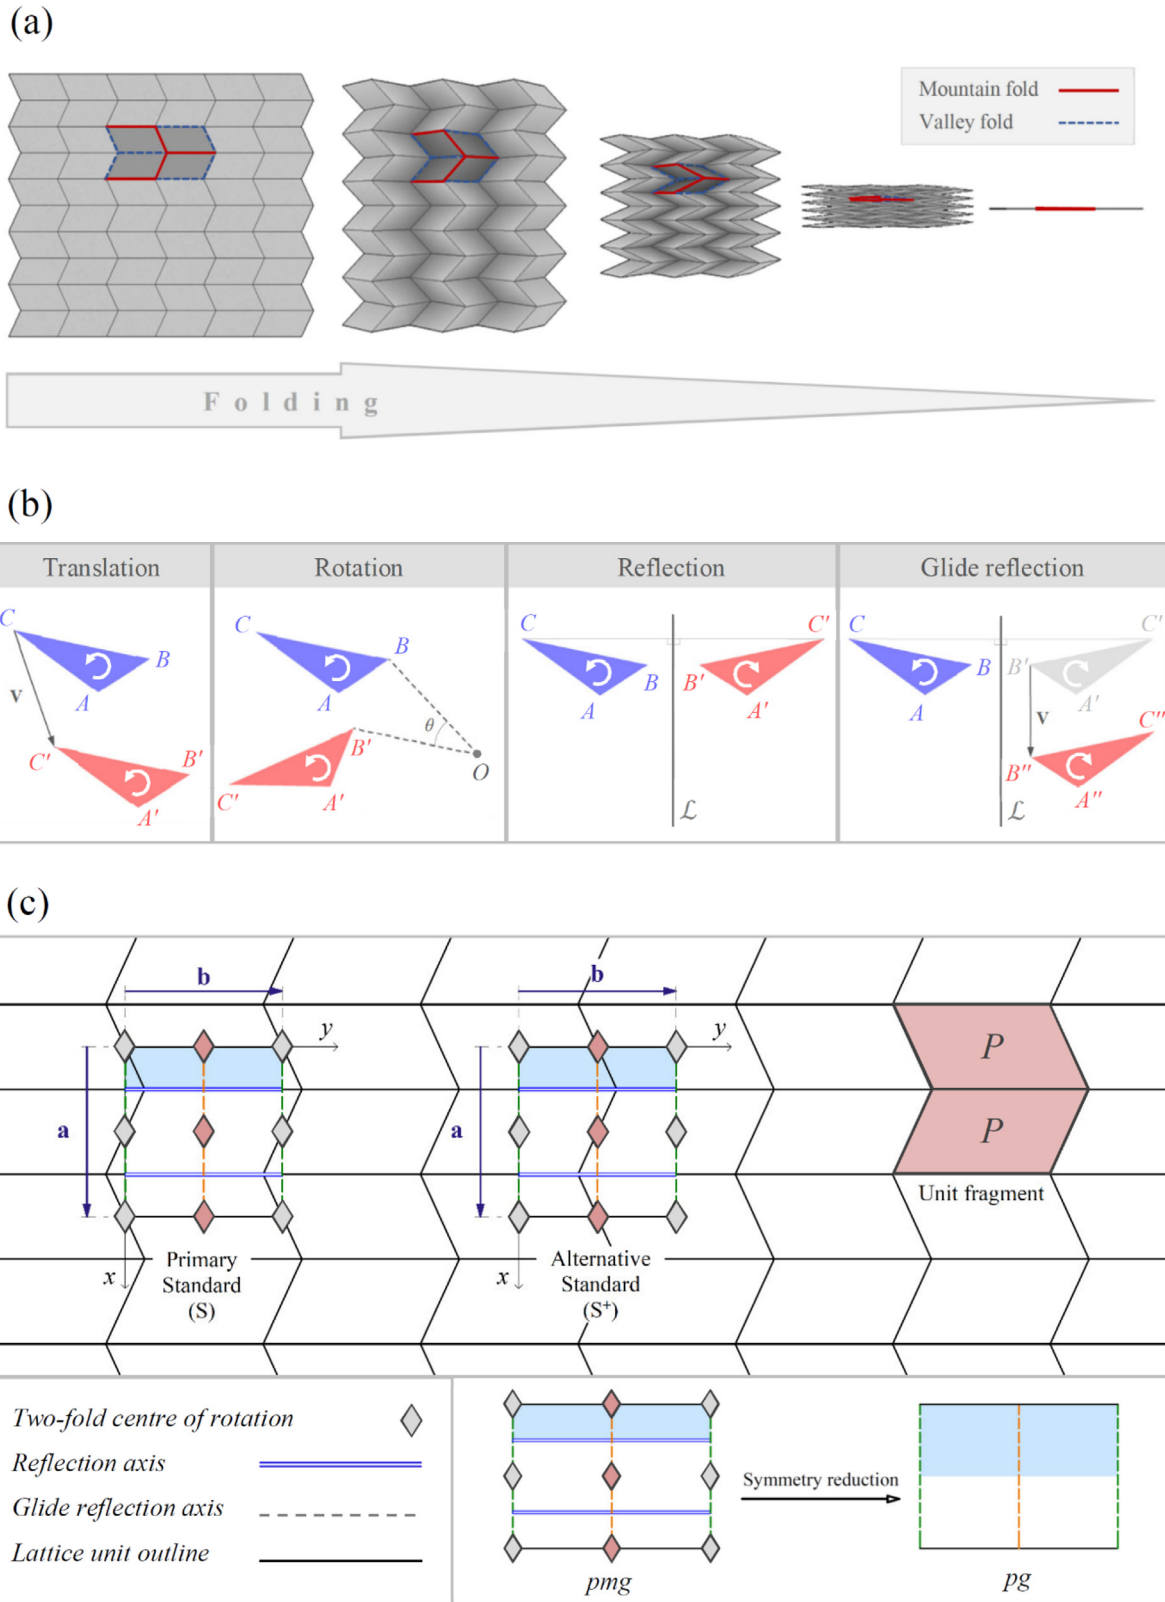 (a)
Mountain fold
Valley fold
Folding
(b)
Translation
Rotation
Reflection
Glide reflection
C
B
A
v
C'
B'
A'
C
B
A
θ
B'
O
C'
A'
C
C'
B
B'
A
A'
ℒ
C
C'
B
B'
A
A'
v
C''
B''
A''
ℒ
(c)
b
y
a
x
Primary
Standard
(S)
b
y
a
x
Alternative
Standard
(S⁺)
P
P
Unit fragment
Two-fold centre of rotation
Reflection axis
Glide reflection axis
Lattice unit outline
Symmetry reduction
pmg
pg